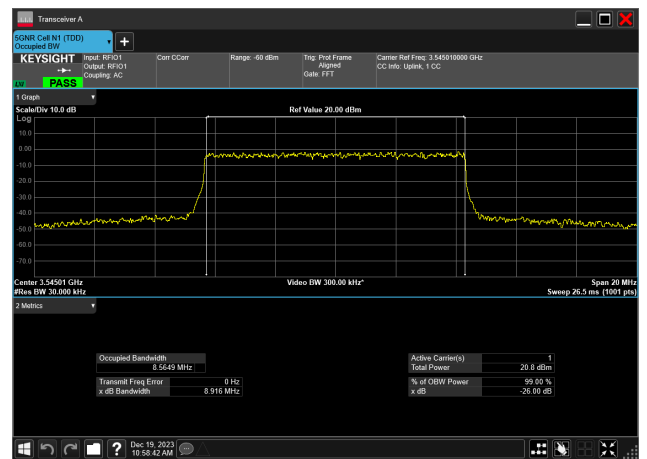 Transceiver A
5GNR Cell N1 (TDD)
Occupied BW
+
KEYSIGHT
PASS
Input: RFIO1
Output: RFIO1
Coupling: AC
Corr CCorr
Range: -60 dBm
Trig: Prot Frame
Aligned
Gate: FFT
Carrier Ref Freq: 3.545010000 GHz
CC Info: Uplink, 1 CC
1 Graph
Scale/Div 10.0 dB
Ref Value 20.00 dBm
Log
10.0
0.00
-10.0
-20.0
-30.0
-40.0
-50.0
-60.0
-70.0
Center 3.54501 GHz
Video BW 300.00 kHz*
Span 20 MHz
#Res BW 30.000 kHz
Sweep 26.5 ms (1001 pts)
2 Metrics
Occupied Bandwidth
8.5649 MHz
Transmit Freq Error 0 Hz
x dB Bandwidth 8.916 MHz
Active Carrier(s) 1
Total Power 20.8 dBm
% of OBW Power 99.00 %
x dB -26.00 dB
?
Dec 19, 2023
10:58:42 AM